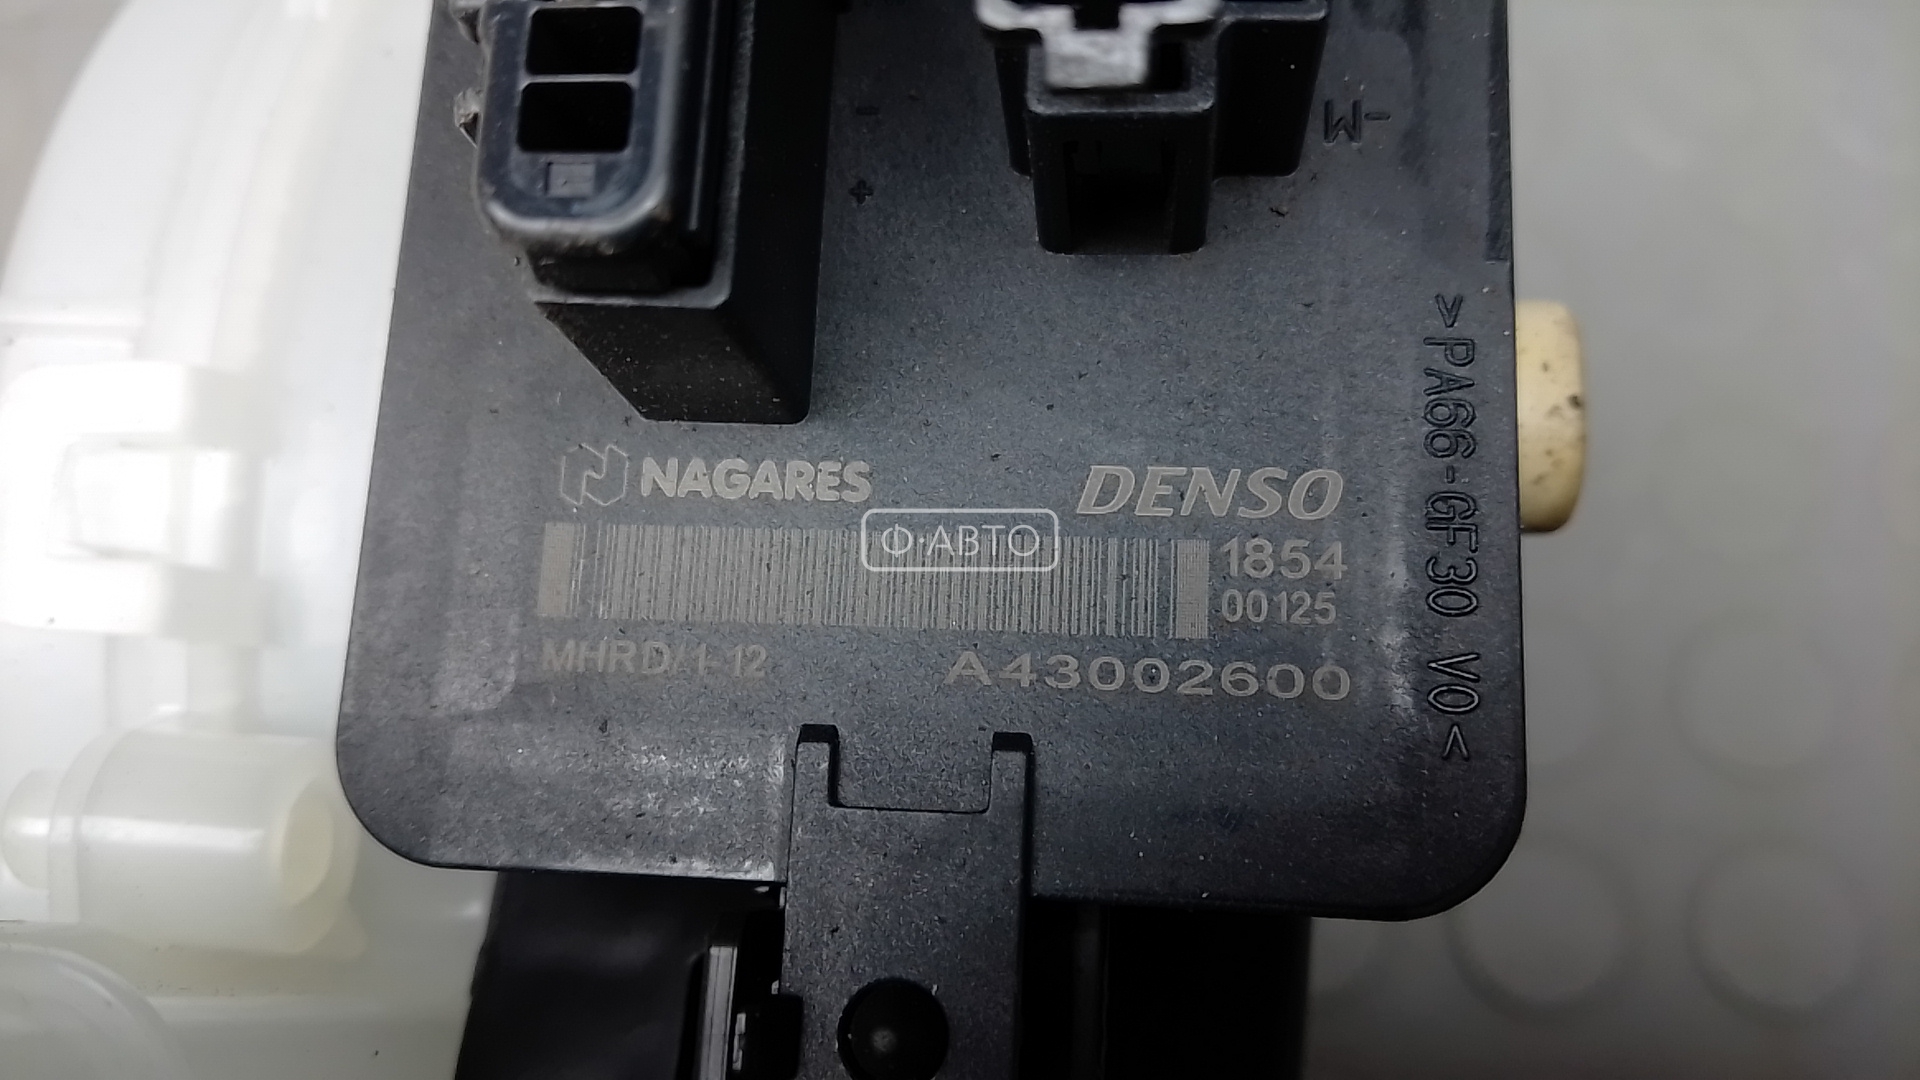 -
+
M-
NAGARES
DENSO
Ф·АВТО
1854
00125
MHRD/1-12
A43002600
>PA66-GF30 V0<